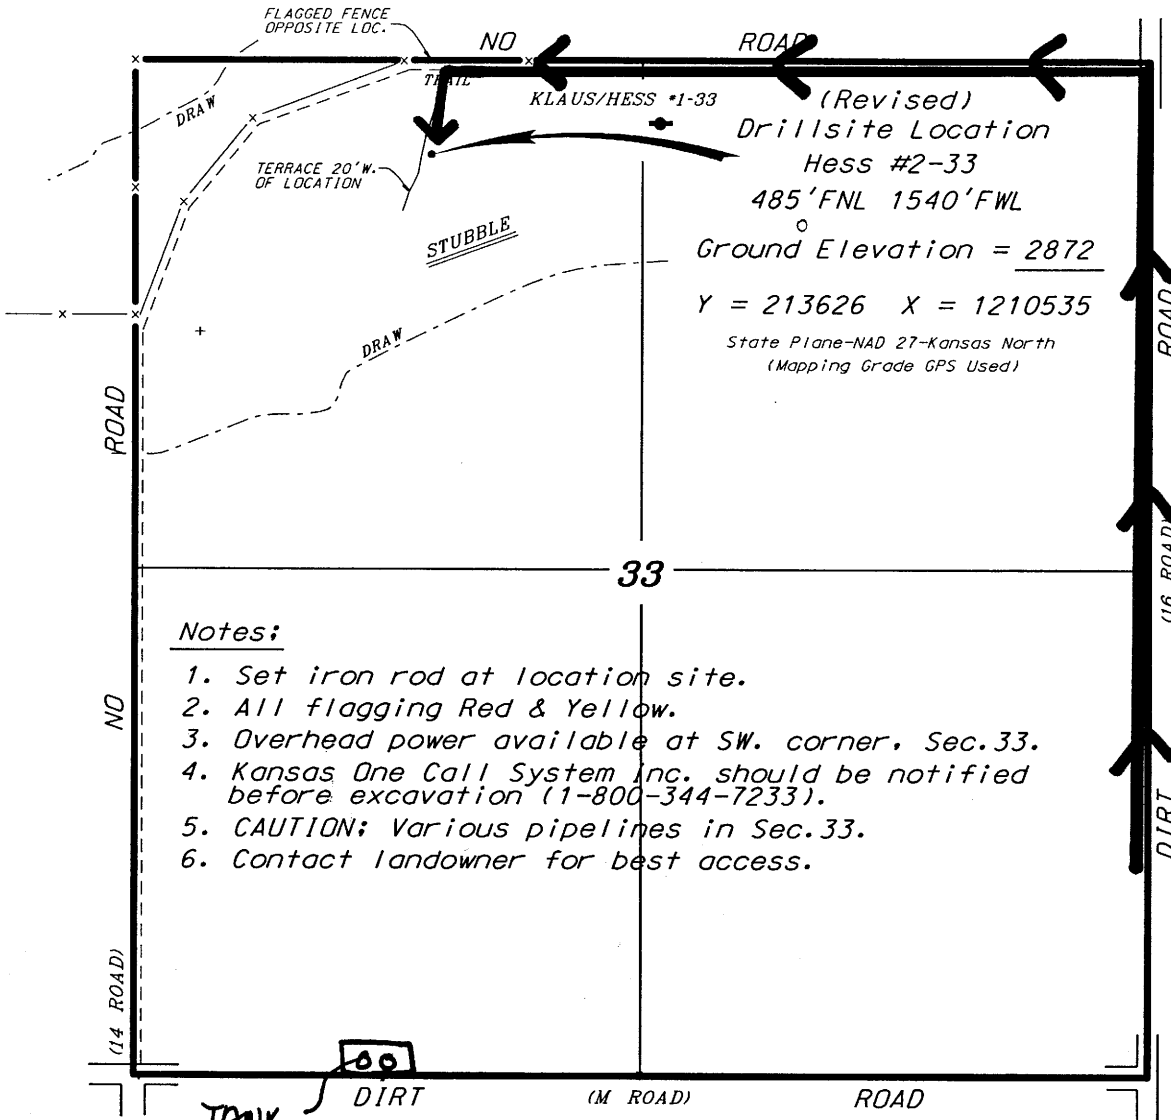 FLAGGED FENCE
OPPOSITE LOC.
NO ROAD
TRAIL
KLAUS/HESS #1-33
DRAW
(Revised)
Drillsite Location
Hess #2-33
485'FNL 1540'FWL
TERRACE 20'W.
OF LOCATION
STUBBLE
Ground Elevation = 2872
Y = 213626 X = 1210535
State Plane-NAD 27-Kansas North
(Mapping Grade GPS Used)
DRAW
ROAD
ROAD
33
(16 ROAD)
Notes:
1. Set iron rod at location site.
2. All flagging Red & Yellow.
3. Overhead power available at SW. corner, Sec.33.
4. Kansas One Call System Inc. should be notified
before excavation (1-800-344-7233).
5. CAUTION: Various pipelines in Sec.33.
6. Contact landowner for best access.
NO
DIRT
(14 ROAD)
TANK
DIRT (M ROAD) ROAD